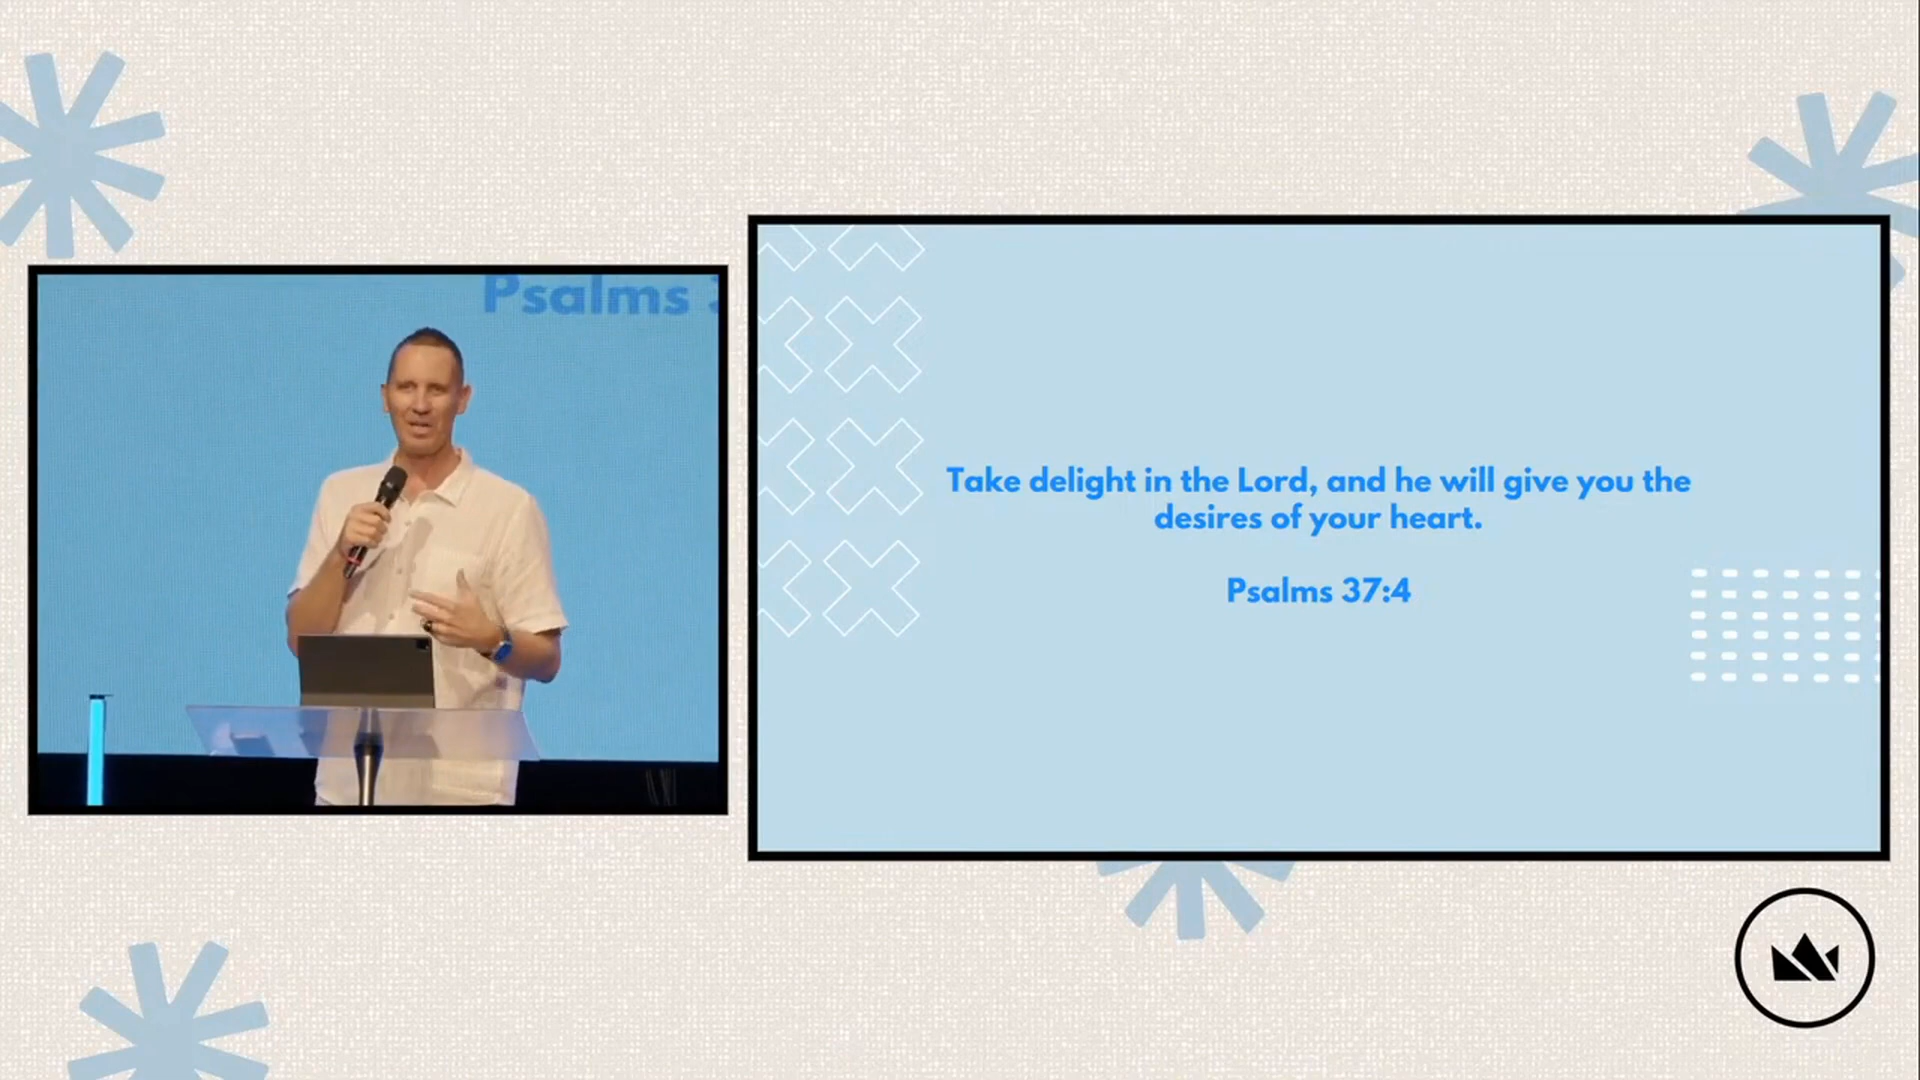 Psalms
Take delight in the Lord, and he will give you the
desires of your heart.
Psalms 37:4